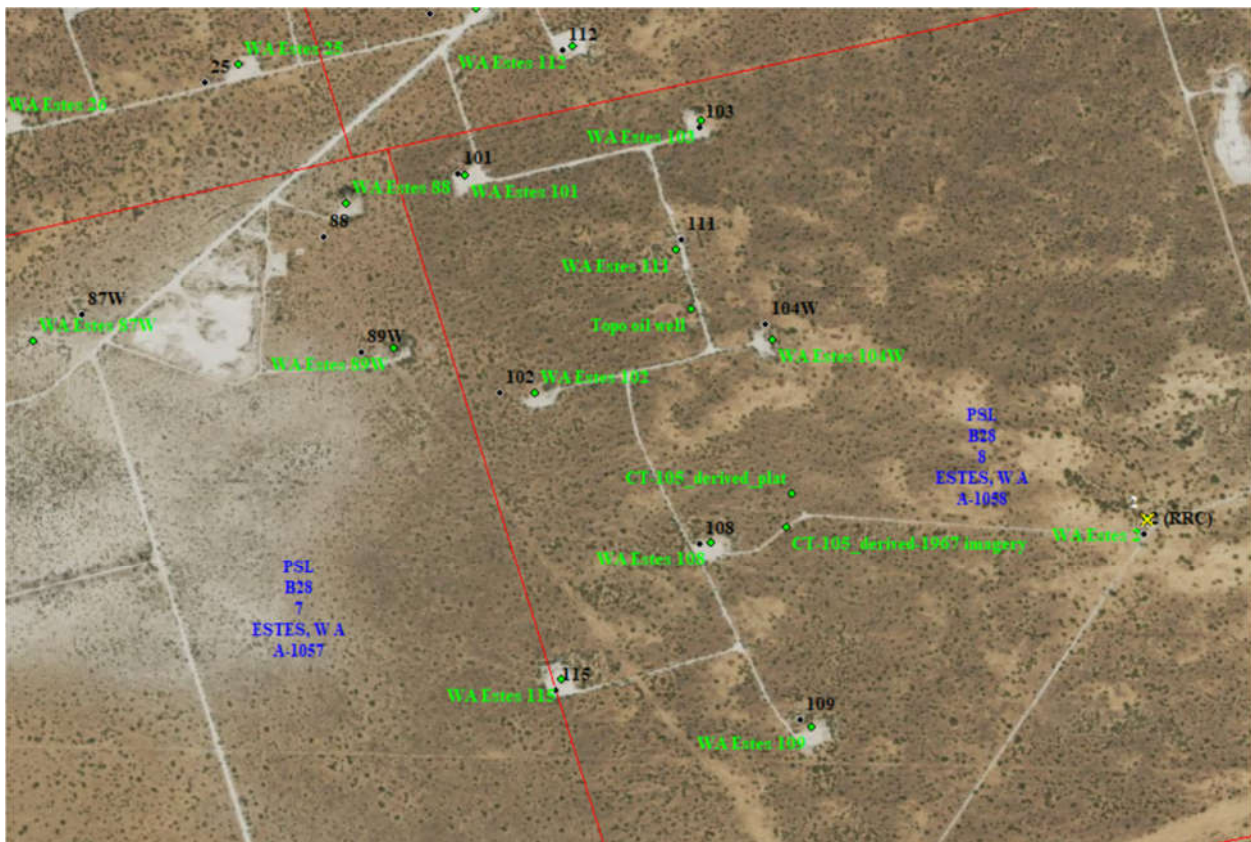 112
WA Estes 25
WA Estes 112
25
WA Estes 26
103
WA Estes 103
101
WA Estes 88
WA Estes 101
88
111
WA Estes 111
87W
WA Estes 87W
Topo oil well
104W
WA Estes 104W
89W
WA Estes 89W
102
WA Estes 102
PSL
B28
8
ESTES, W A
A-1058
CT-105_derived_plat
2 (RRC)
WA Estes 2
108
CT-105_derived-1967 imagery
WA Estes 108
PSL
B28
7
ESTES, W A
A-1057
115
WA Estes 115
109
WA Estes 109